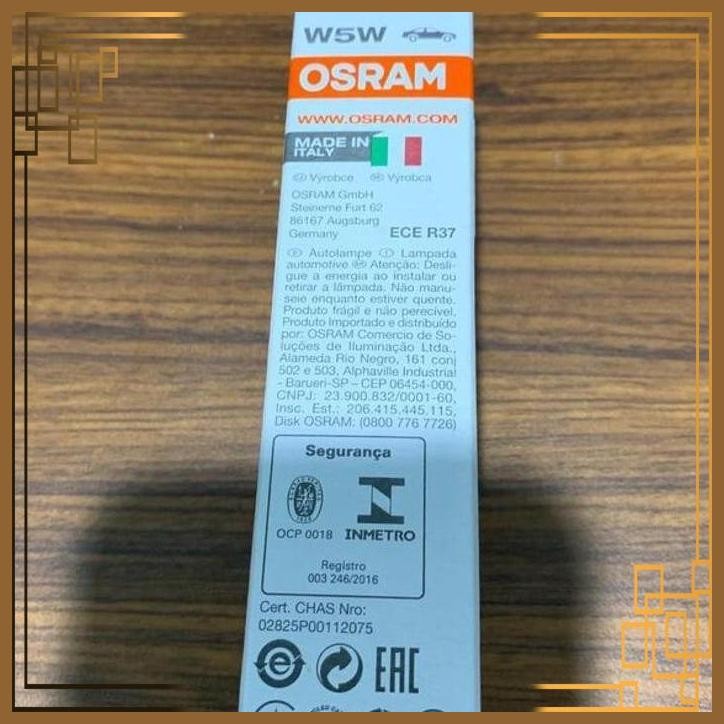 W5W
OSRAM
WWW.OSRAM.COM
MADE IN
ITALY
Výrobce Výrobca
OSRAM GmbH
Steinerne Furt 62
86167 Augsburg
Germany ECE R37
Autolampe Lampada
automotive Atenção: Desli-
gue a energia ao instalar ou
retirar a lâmpada. Não manu-
seie enquanto estiver quente.
Produto frágil e não perecível.
Produto Importado e distribuído
por: OSRAM Comercio de So-
luções de Iluminação Ltda.,
Alameda Rio Negro, 161 conj
502 e 503, Alphaville Industrial
- Barueri-SP – CEP 06454-000,
CNPJ: 23.900.832/0001-60,
Insc. Est.: 206.415.445.115,
Disk OSRAM: (0800 776 7726)
Segurança
OCP 0018 INMETRO
Registro
003 246/2016
Cert. CHAS Nro:
02825P00112075
e EAC